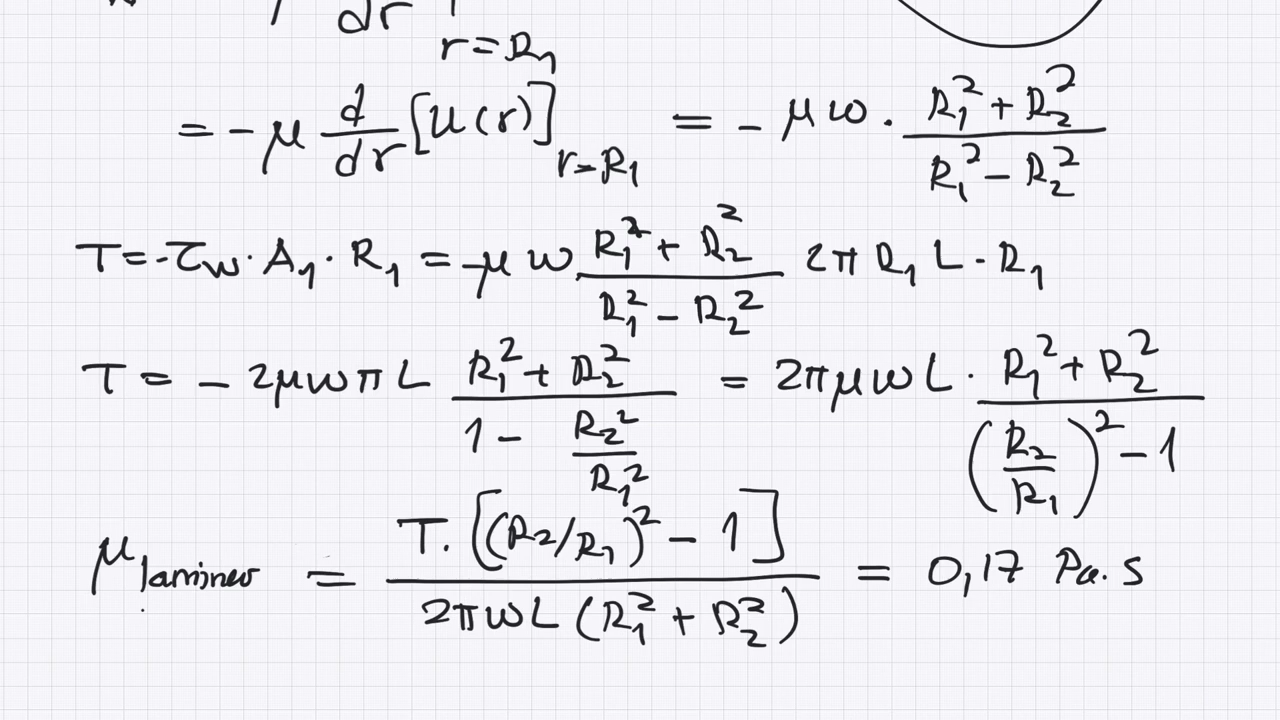 dr
r=R₁
= -μ d/dr [u(r)]_{r=R₁} = -μω · (R₁² + R₂²)/(R₁² - R₂²)
T = -τ_w · A₁ · R₁ = -μω (R₁² + R₂²)/(R₁² - R₂²) 2π R₁ L · R₁
T = - 2μωπL (R₁² + R₂²)/(1 - R₂²/R₁²) = 2πμωL · (R₁² + R₂²)/((R₂/R₁)² - 1)
μ_laminar = T·[(R₂/R₁)² - 1]/(2πωL (R₁² + R₂²)) = 0,17 Pa.s